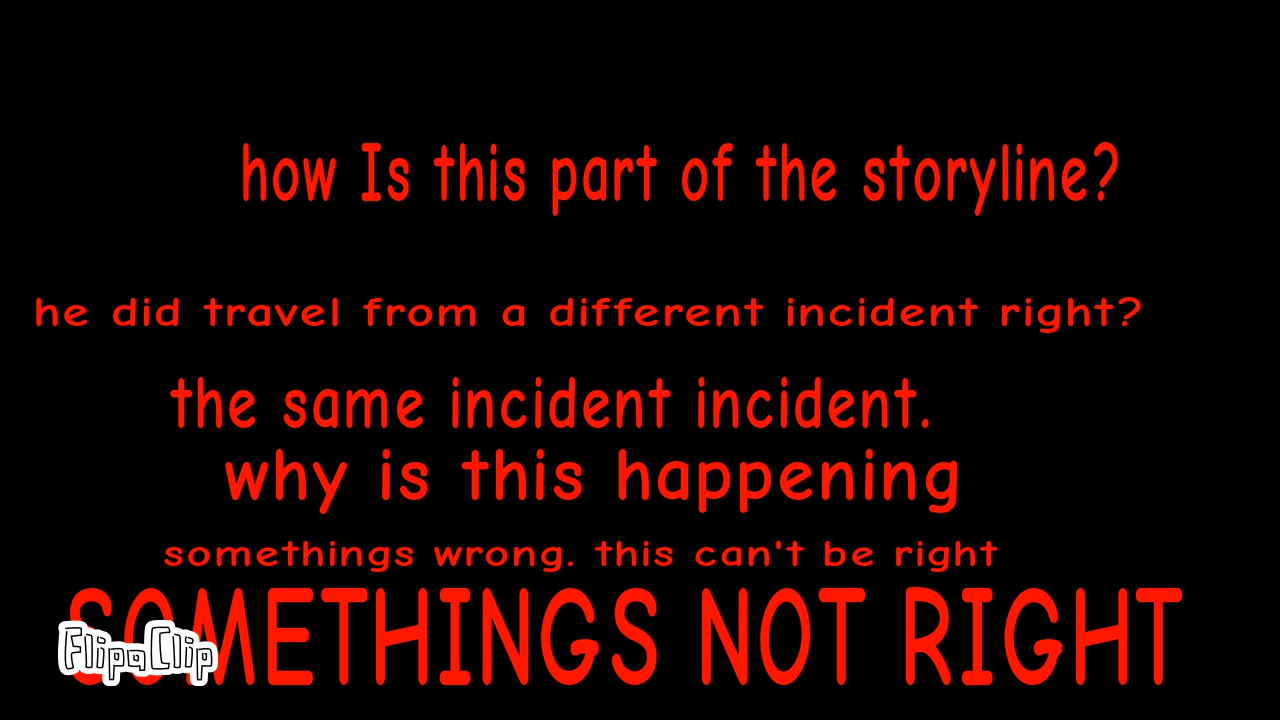 how Is this part of the storyline?
he did travel from a different incident right?
the same incident incident.
why is this happening
somethings wrong. this can't be right
SOMETHINGS NOT RIGHT
FlipaClip